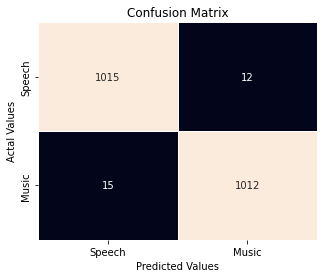 Confusion Matrix
Actal Values
Speech
1015
12
Music
15
1012
Speech
Music
Predicted Values